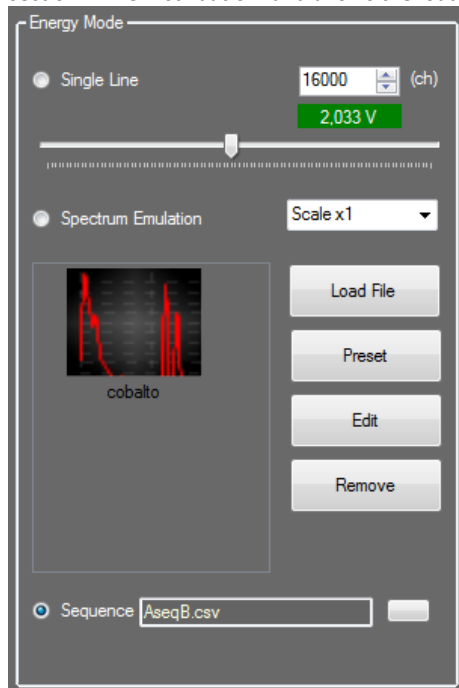 Energy Mode
Single Line 16000 (ch)
2,033 V
Spectrum Emulation Scale x1
Load File
Preset
cobalto
Edit
Remove
Sequence AseqB.csv